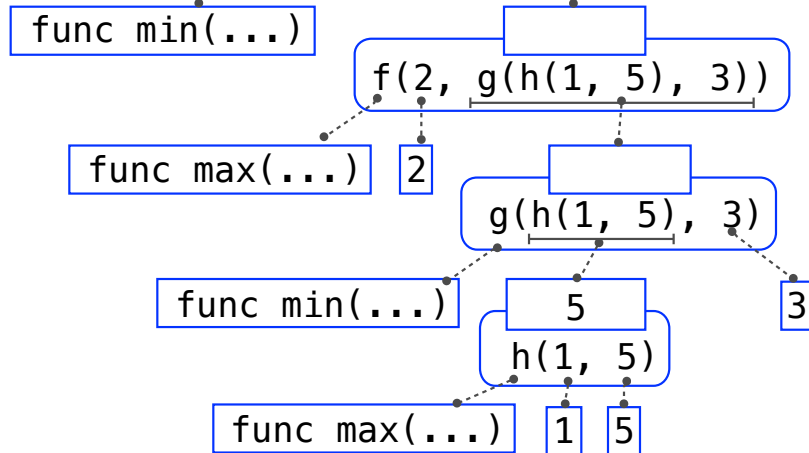 func min(...)
f(2, g(h(1, 5), 3))
func max(...)
2
g(h(1, 5), 3)
func min(...)
5
3
h(1, 5)
func max(...)
1
5